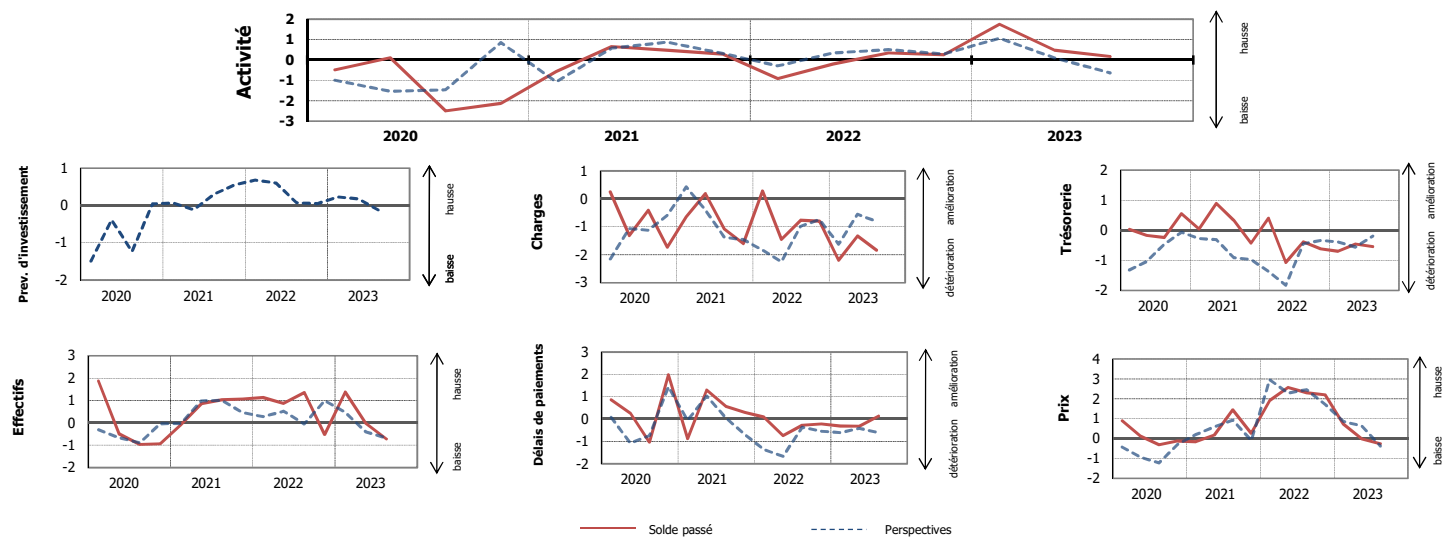 Activité
2
1
0
-1
-2
-3
2020 2021 2022 2023
hausse
baisse
Prev. d'investissement
1
0
-1
-2
2020 2021 2022 2023
hausse
baisse
Charges
1
0
-1
-2
-3
2020 2021 2022 2023
amélioration
détérioration
Trésorerie
2
1
0
-1
-2
2020 2021 2022 2023
amélioration
détérioration
Effectifs
3
2
1
0
-1
-2
2020 2021 2022 2023
hausse
baisse
Délais de paiements
3
2
1
0
-1
-2
2020 2021 2022 2023
amélioration
détérioration
Prix
4
3
2
1
0
-1
-2
2020 2021 2022 2023
hausse
baisse
Solde passé Perspectives